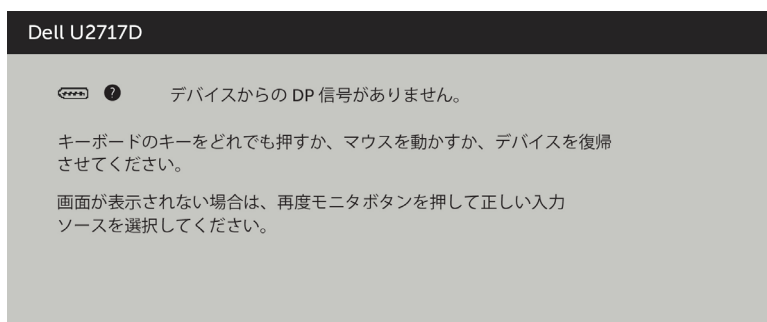 Dell U2717D
? デバイスからの DP 信号がありません。
キーボードのキーをどれでも押すか、マウスを動かすか、デバイスを復帰
させてください。
画面が表示されない場合は、再度モニタボタンを押して正しい入力
ソースを選択してください。